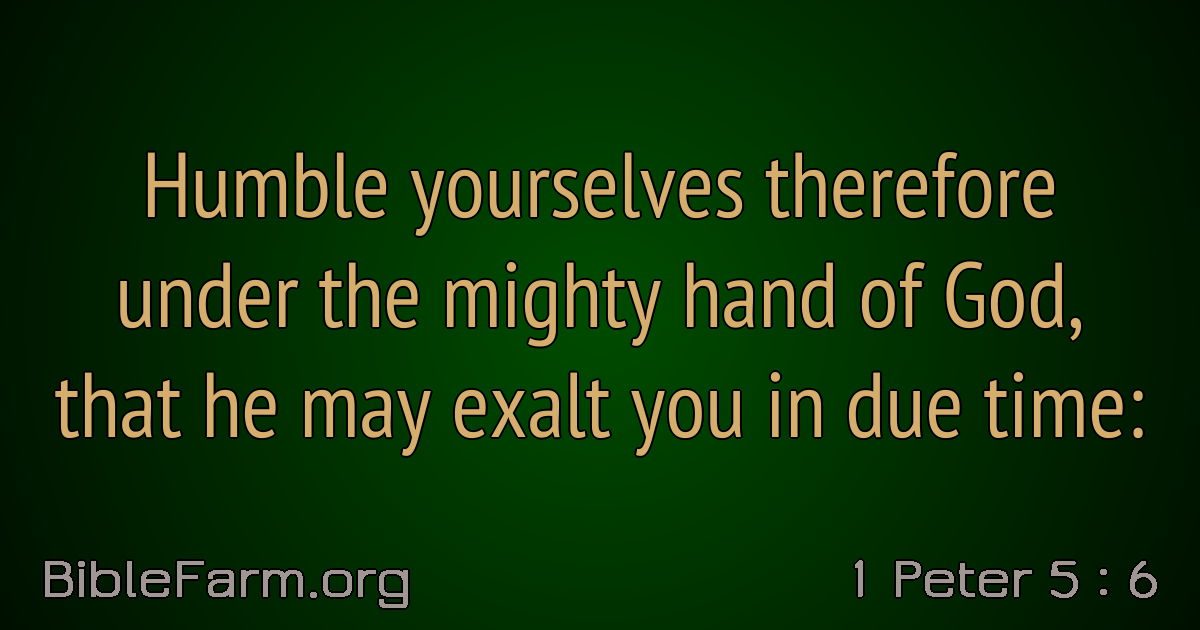 Humble yourselves therefore
under the mighty hand of God,
that he may exalt you in due time:
BibleFarm.org
1 Peter 5 : 6